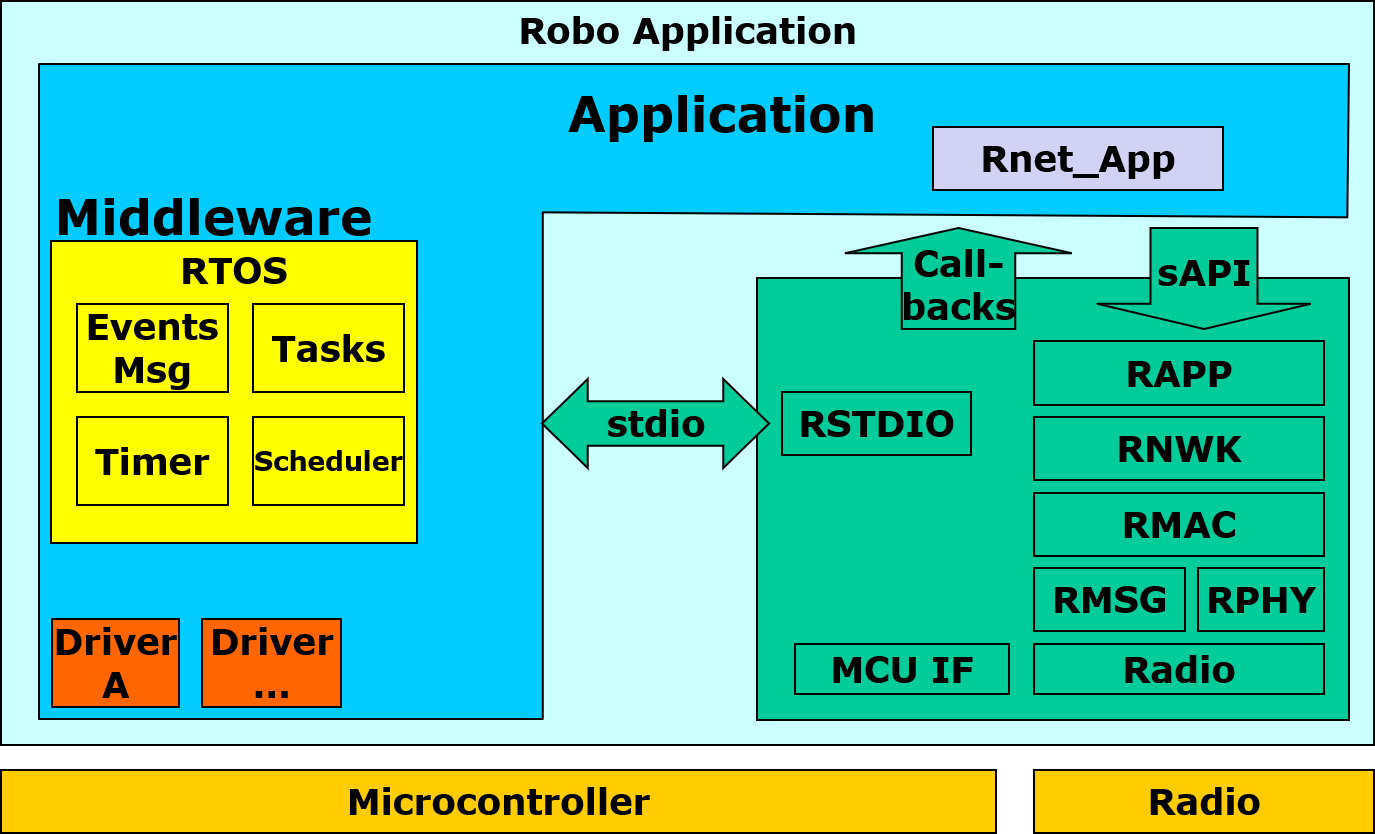 Robo Application
Application
Rnet_App
Middleware
RTOS
Events
Msg
Tasks
Timer
Scheduler
Driver
A
Driver
...
stdio
Call-
backs
sAPI
RSTDIO
RAPP
RNWK
RMAC
RMSG
RPHY
MCU IF
Radio
Microcontroller
Radio